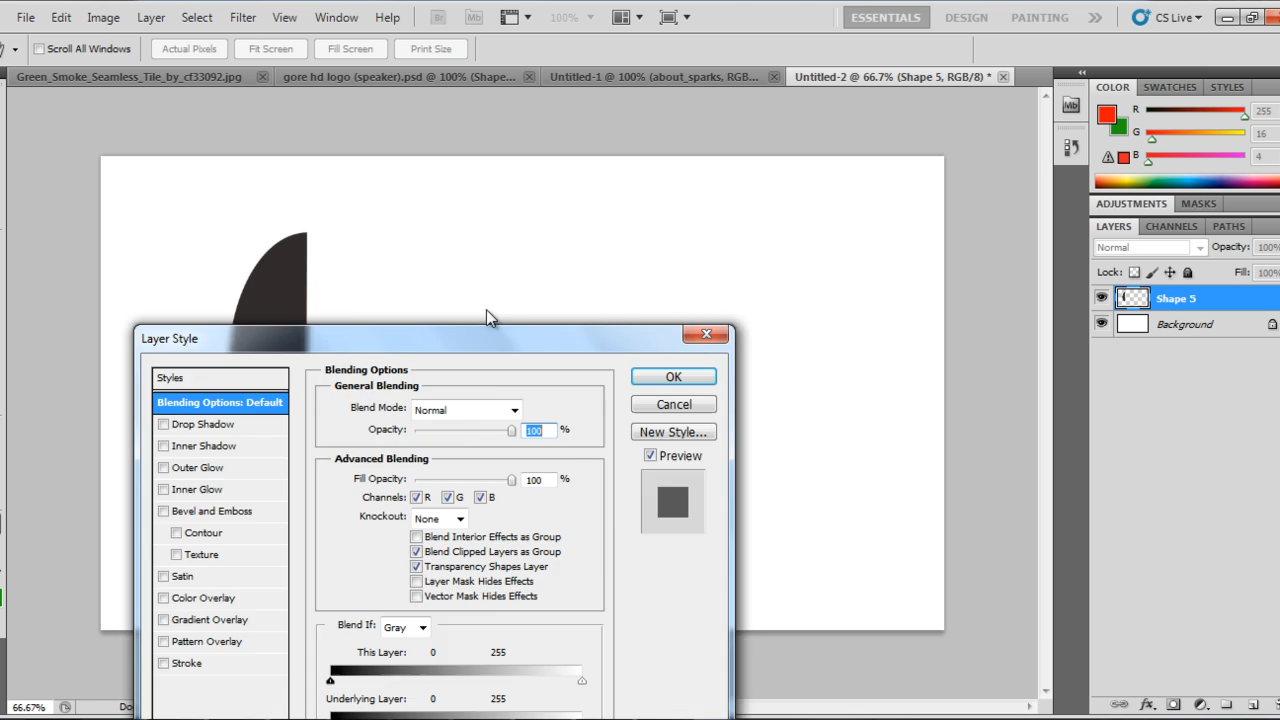 File Edit Image Layer Select Filter View Window Help Br Mb 100% ESSENTIALS DESIGN PAINTING CS Live
Scroll All Windows Actual Pixels Fit Screen Fill Screen Print Size
Green_Smoke_Seamless_Tile_by_cf33092.jpg gore hd logo (speaker).psd @ 100% (Shape... Untitled-1 @ 100% (about_sparks, RGB... Untitled-2 @ 66.7% (Shape 5, RGB/8) *
COLOR SWATCHES STYLES
Mb
R 255
G 16
B 4
ADJUSTMENTS MASKS
LAYERS CHANNELS PATHS
Normal Opacity: 100%
Lock: Fill: 100%
Shape 5
Background
Layer Style
Styles
Blending Options: Default
Drop Shadow
Inner Shadow
Outer Glow
Inner Glow
Bevel and Emboss
Contour
Texture
Satin
Color Overlay
Gradient Overlay
Pattern Overlay
Stroke
Blending Options
General Blending
Blend Mode: Normal
Opacity: 100 %
Advanced Blending
Fill Opacity: 100 %
Channels: R G B
Knockout: None
Blend Interior Effects as Group
Blend Clipped Layers as Group
Transparency Shapes Layer
Layer Mask Hides Effects
Vector Mask Hides Effects
Blend If: Gray
This Layer: 0 255
Underlying Layer: 0 255
OK
Cancel
New Style...
Preview
66.67% Do
fx